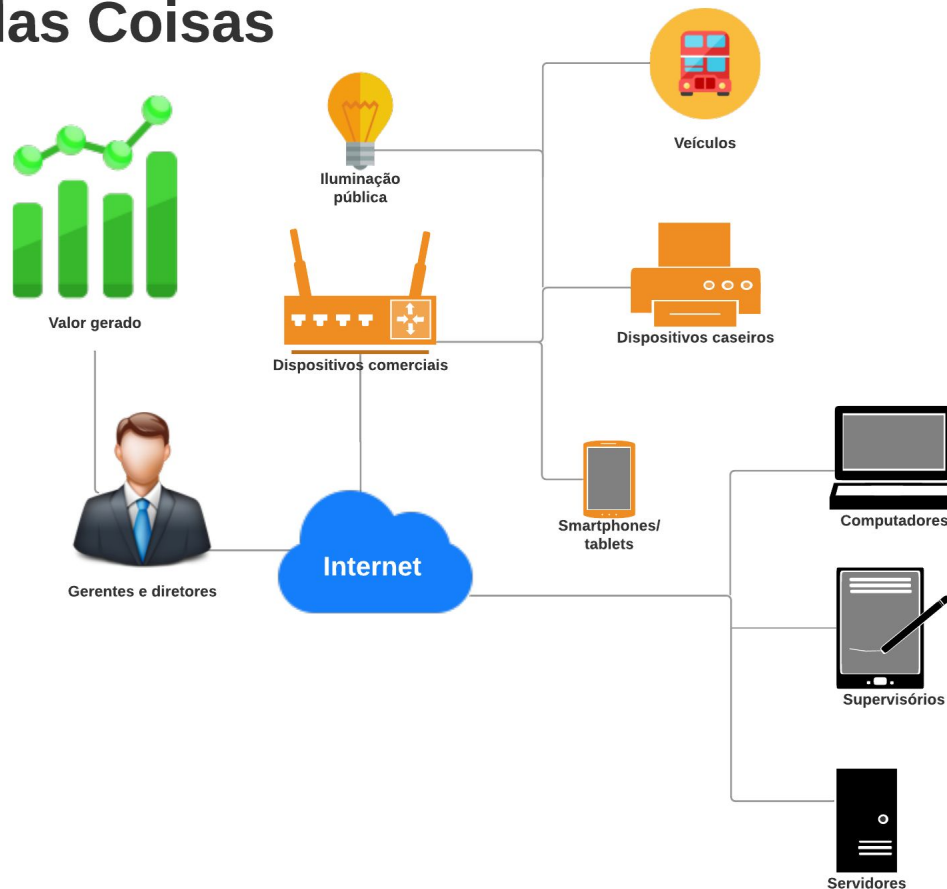 das Coisas
Veículos
Iluminação
pública
Valor gerado
Dispositivos caseiros
Dispositivos comerciais
Computadores
Smartphones/
tablets
Internet
Gerentes e diretores
Supervisórios
Servidores